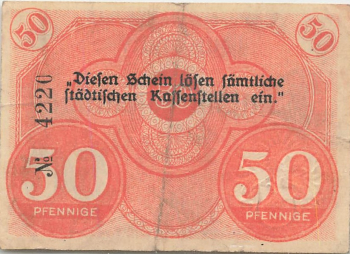 50
50
„Diesen Schein lösen sämtliche
städtischen Kassenstellen ein."
№ 4220
50
PFENNIGE
50
PFENNIGE